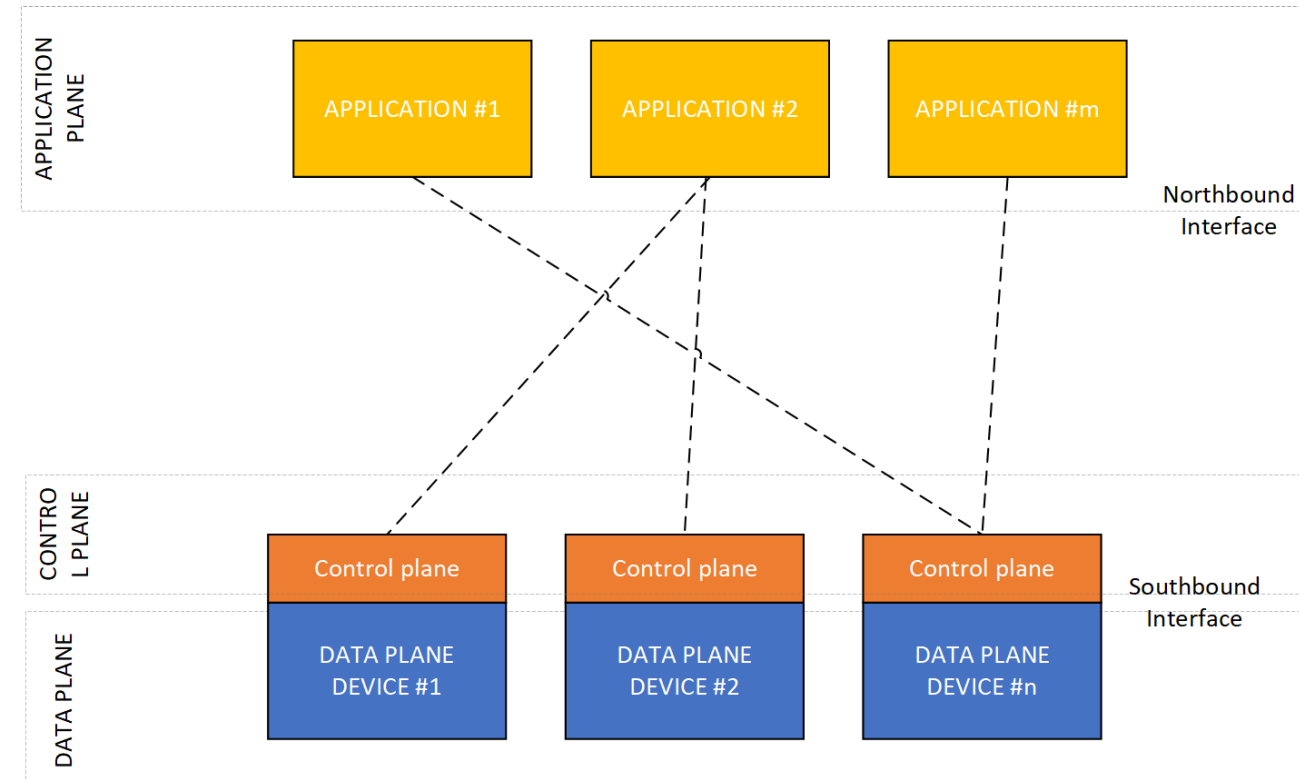 APPLICATION
PLANE
APPLICATION #1
APPLICATION #2
APPLICATION #m
Northbound
Interface
CONTRO
L PLANE
Control plane
Control plane
Control plane
Southbound
Interface
DATA PLANE
DATA PLANE
DEVICE #1
DATA PLANE
DEVICE #2
DATA PLANE
DEVICE #n